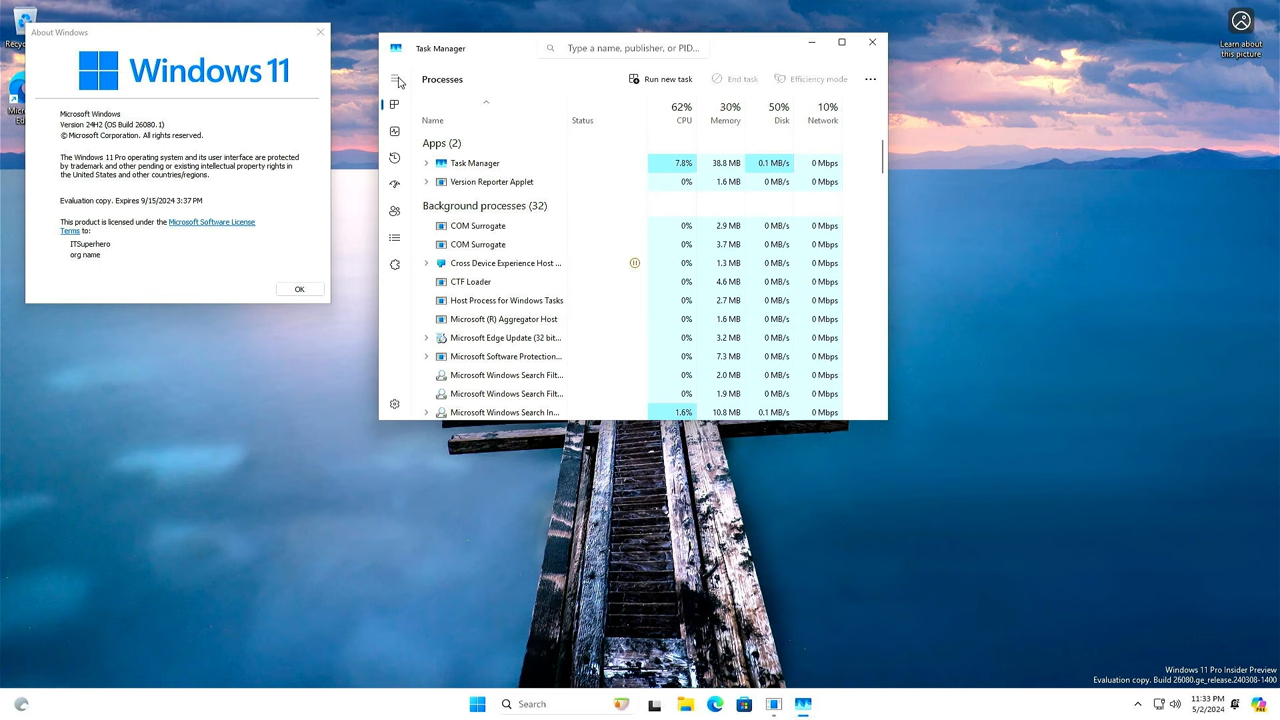 Recyc
Micros
Ed
About Windows
Windows 11
Microsoft Windows
Version 24H2 (OS Build 26080.1)
© Microsoft Corporation. All rights reserved.
The Windows 11 Pro operating system and its user interface are protected
by trademark and other pending or existing intellectual property rights in
the United States and other countries/regions.
Evaluation copy. Expires 9/15/2024 3:37 PM
This product is licensed under the Microsoft Software License
Terms to:
ITSuperhero
org name
OK
Task Manager
Type a name, publisher, or PID...
Processes
Run new task
End task
Efficiency mode
62% 30% 50% 10%
Name Status CPU Memory Disk Network
Apps (2)
Task Manager 7.8% 38.8 MB 0.1 MB/s 0 Mbps
Version Reporter Applet 0% 1.6 MB 0 MB/s 0 Mbps
Background processes (32)
COM Surrogate 0% 2.9 MB 0 MB/s 0 Mbps
COM Surrogate 0% 3.7 MB 0 MB/s 0 Mbps
Cross Device Experience Host ... 0% 1.3 MB 0 MB/s 0 Mbps
CTF Loader 0% 4.6 MB 0 MB/s 0 Mbps
Host Process for Windows Tasks 0% 2.7 MB 0 MB/s 0 Mbps
Microsoft (R) Aggregator Host 0% 1.6 MB 0 MB/s 0 Mbps
Microsoft Edge Update (32 bit... 0% 3.2 MB 0 MB/s 0 Mbps
Microsoft Software Protection... 0% 7.3 MB 0 MB/s 0 Mbps
Microsoft Windows Search Filt... 0% 2.0 MB 0 MB/s 0 Mbps
Microsoft Windows Search Filt... 0% 1.9 MB 0 MB/s 0 Mbps
Microsoft Windows Search In... 1.6% 10.8 MB 0.1 MB/s 0 Mbps
Learn about
this picture
Windows 11 Pro Insider Preview
Evaluation copy. Build 26080.ge_release.240308-1400
Search
11:33 PM
5/2/2024